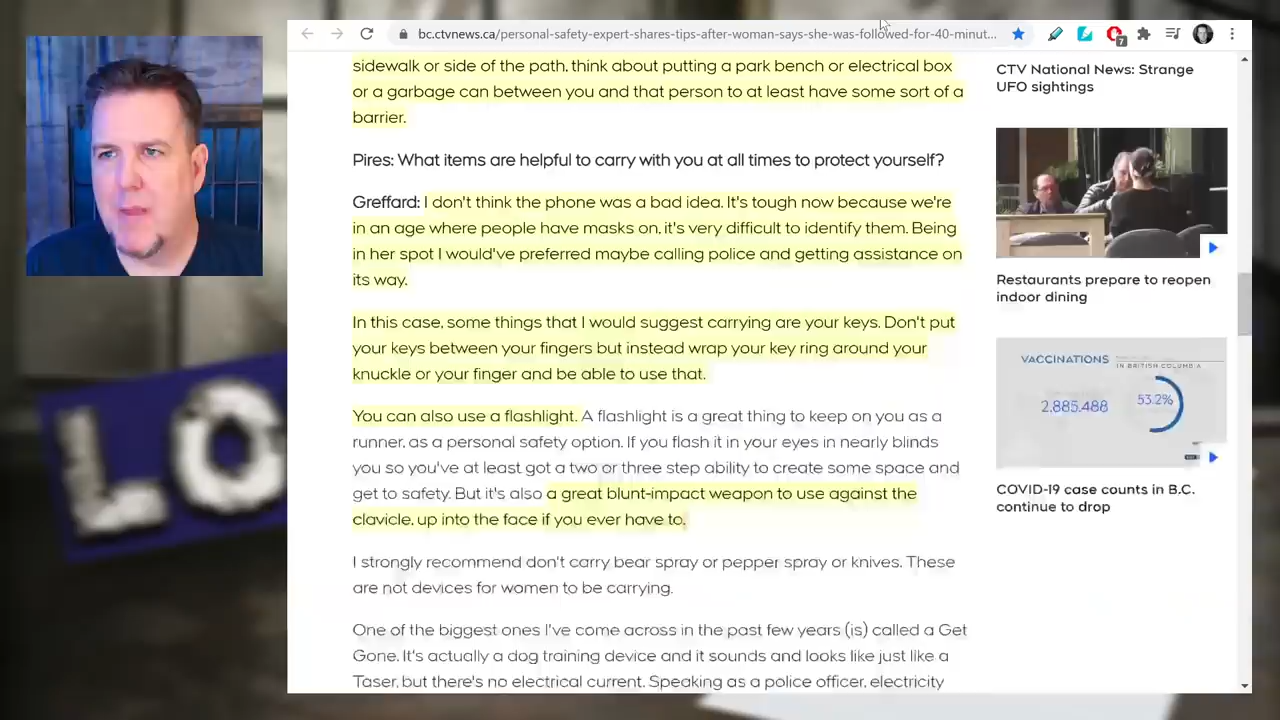 bc.ctvnews.ca/personal-safety-expert-shares-tips-after-woman-says-she-was-followed-for-40-minut...
7
sidewalk or side of the path, think about putting a park bench or electrical box
or a garbage can between you and that person to at least have some sort of a
barrier.
Pires: What items are helpful to carry with you at all times to protect yourself?
Greffard: I don't think the phone was a bad idea. It's tough now because we're
in an age where people have masks on, it's very difficult to identify them. Being
in her spot I would've preferred maybe calling police and getting assistance on
its way.
In this case, some things that I would suggest carrying are your keys. Don't put
your keys between your fingers but instead wrap your key ring around your
knuckle or your finger and be able to use that.
You can also use a flashlight. A flashlight is a great thing to keep on you as a
runner, as a personal safety option. If you flash it in your eyes in nearly blinds
you so you've at least got a two or three step ability to create some space and
get to safety. But it's also a great blunt-impact weapon to use against the
clavicle, up into the face if you ever have to.
I strongly recommend don't carry bear spray or pepper spray or knives. These
are not devices for women to be carrying.
One of the biggest ones I've come across in the past few years (is) called a Get
Gone. It's actually a dog training device and it sounds and looks like just like a
Taser, but there's no electrical current. Speaking as a police officer, electricity
CTV National News: Strange
UFO sightings
Restaurants prepare to reopen
indoor dining
VACCINATIONS
IN BRITISH COLUMBIA
2,885,488
53.2%
COVID-19 case counts in B.C.
continue to drop
LO